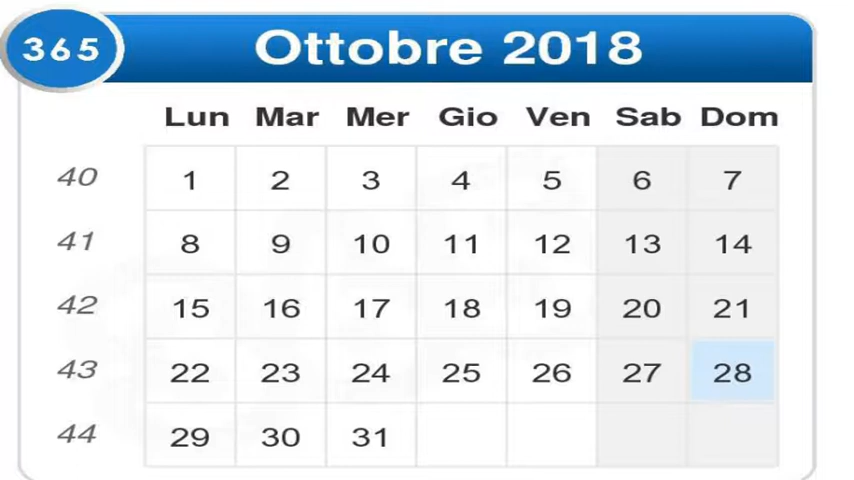 365
Ottobre 2018
Lun Mar Mer Gio Ven Sab Dom
40 1 2 3 4 5 6 7
41 8 9 10 11 12 13 14
42 15 16 17 18 19 20 21
43 22 23 24 25 26 27 28
44 29 30 31